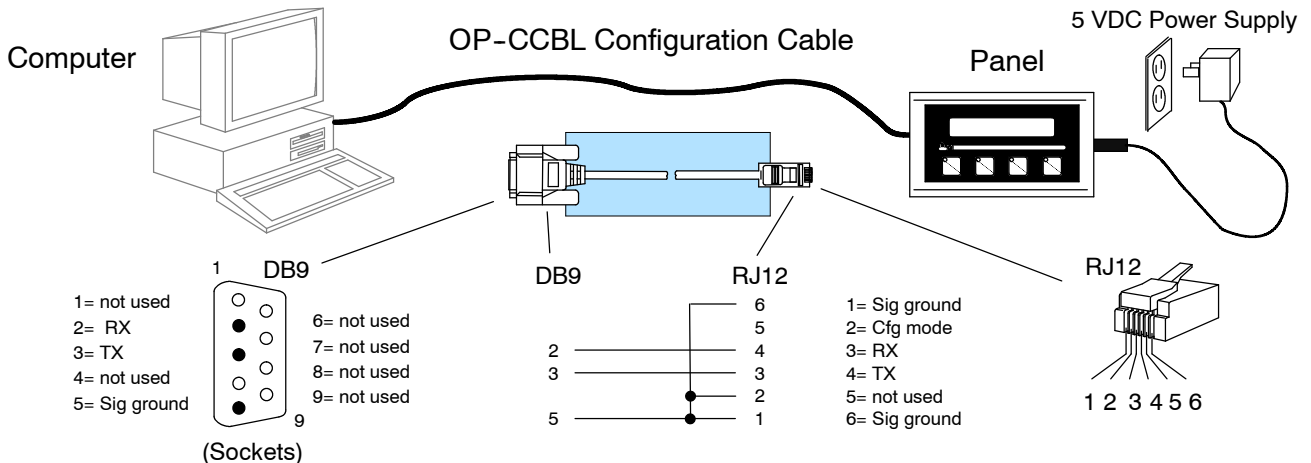 5 VDC Power Supply
OP-CCBL Configuration Cable
Computer
Panel
1
DB9
1= not used
2= RX
3= TX
4= not used
5= Sig ground
6= not used
7= not used
8= not used
9= not used
9
(Sockets)
DB9
RJ12
6
5
2
4
3
3
2
5
1
1= Sig ground
2= Cfg mode
3= RX
4= TX
5= not used
6= Sig ground
RJ12
1 2 3 4 5 6